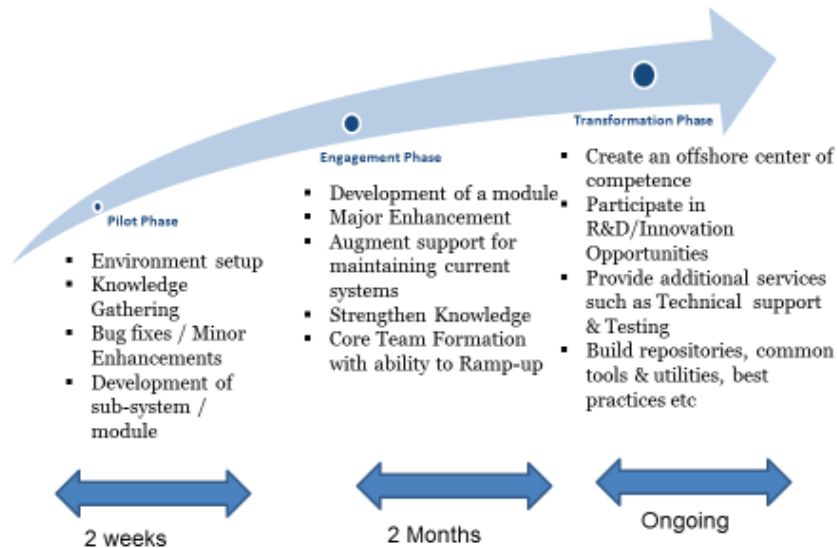 Pilot Phase
▪ Environment setup
▪ Knowledge
Gathering
▪ Bug fixes / Minor
Enhancements
▪ Development of
sub-system /
module
2 weeks
Engagement Phase
▪ Development of a module
▪ Major Enhancement
▪ Augment support for
maintaining current
systems
▪ Strengthen Knowledge
▪ Core Team Formation
with ability to Ramp-up
2 Months
Transformation Phase
▪ Create an offshore center of
competence
▪ Participate in
R&D/Innovation
Opportunities
▪ Provide additional services
such as Technical support
& Testing
▪ Build repositories, common
tools & utilities, best
practices etc
Ongoing